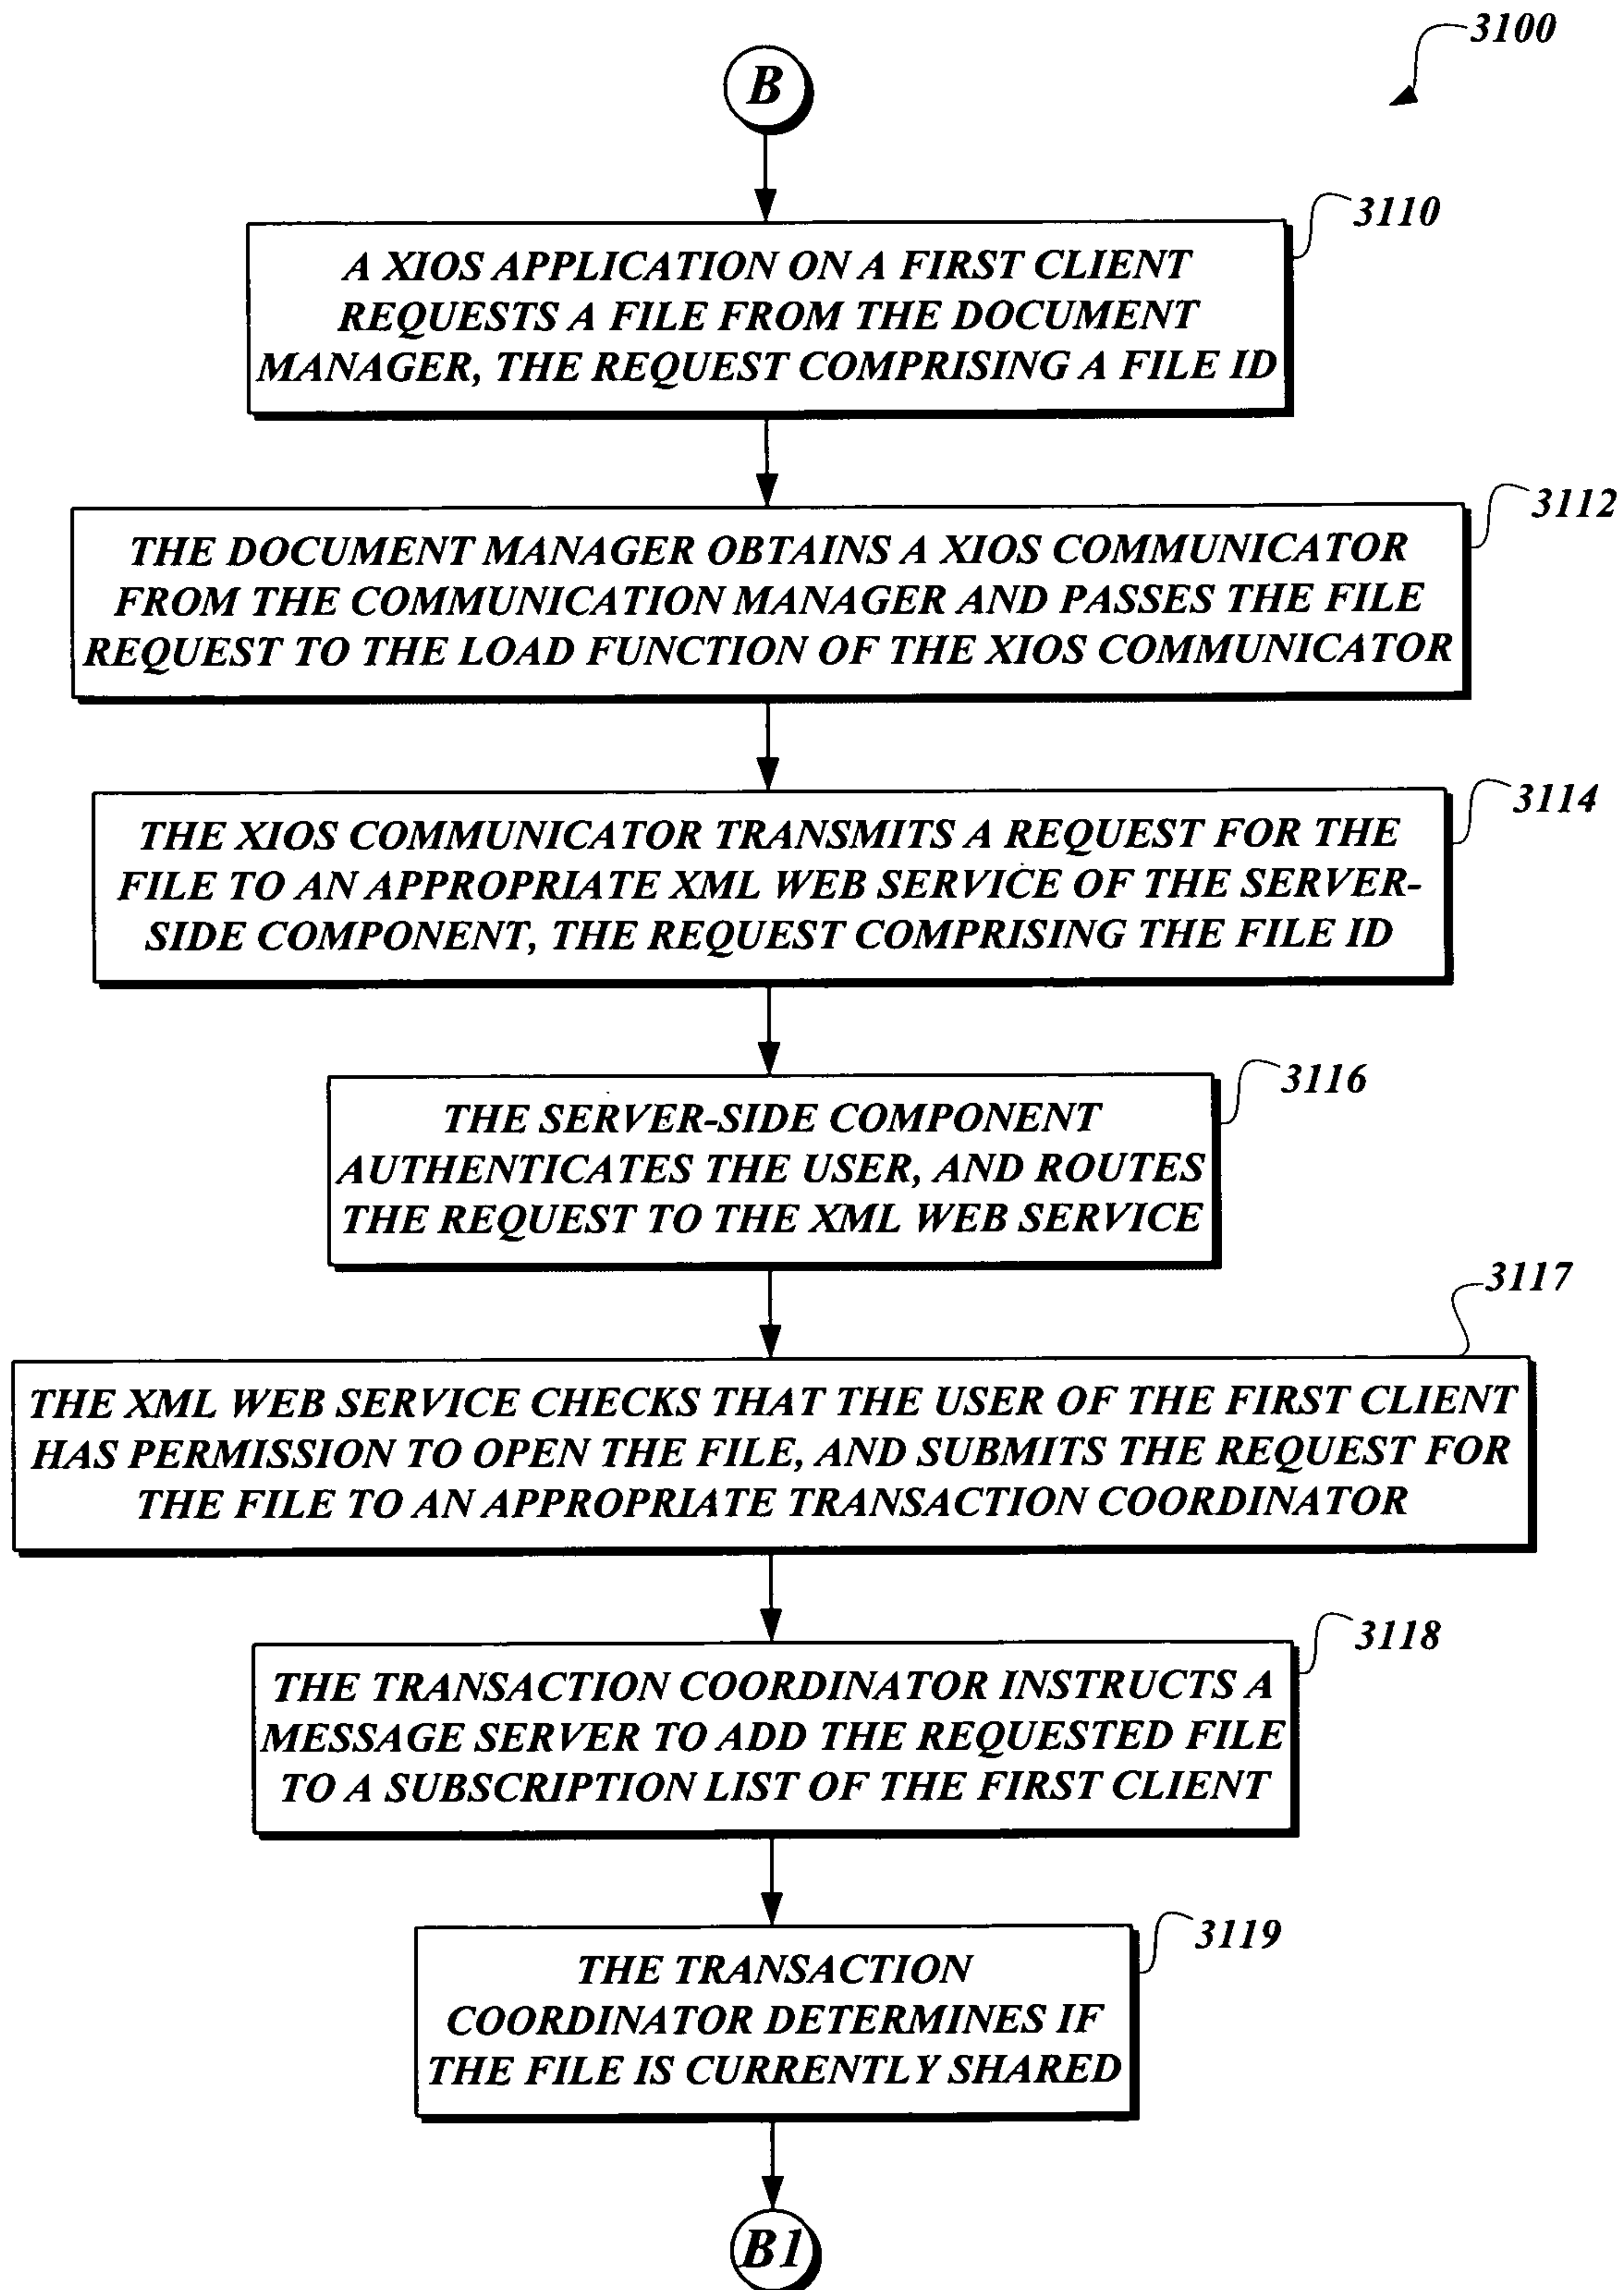 3100
B
3110
A XIOS APPLICATION ON A FIRST CLIENT
REQUESTS A FILE FROM THE DOCUMENT
MANAGER, THE REQUEST COMPRISING A FILE ID
3112
THE DOCUMENT MANAGER OBTAINS A XIOS COMMUNICATOR
FROM THE COMMUNICATION MANAGER AND PASSES THE FILE
REQUEST TO THE LOAD FUNCTION OF THE XIOS COMMUNICATOR
3114
THE XIOS COMMUNICATOR TRANSMITS A REQUEST FOR THE
FILE TO AN APPROPRIATE XML WEB SERVICE OF THE SERVER-
SIDE COMPONENT, THE REQUEST COMPRISING THE FILE ID
3116
THE SERVER-SIDE COMPONENT
AUTHENTICATES THE USER, AND ROUTES
THE REQUEST TO THE XML WEB SERVICE
3117
THE XML WEB SERVICE CHECKS THAT THE USER OF THE FIRST CLIENT
HAS PERMISSION TO OPEN THE FILE, AND SUBMITS THE REQUEST FOR
THE FILE TO AN APPROPRIATE TRANSACTION COORDINATOR
3118
THE TRANSACTION COORDINATOR INSTRUCTS A
MESSAGE SERVER TO ADD THE REQUESTED FILE
TO A SUBSCRIPTION LIST OF THE FIRST CLIENT
3119
THE TRANSACTION
COORDINATOR DETERMINES IF
THE FILE IS CURRENTLY SHARED
B1